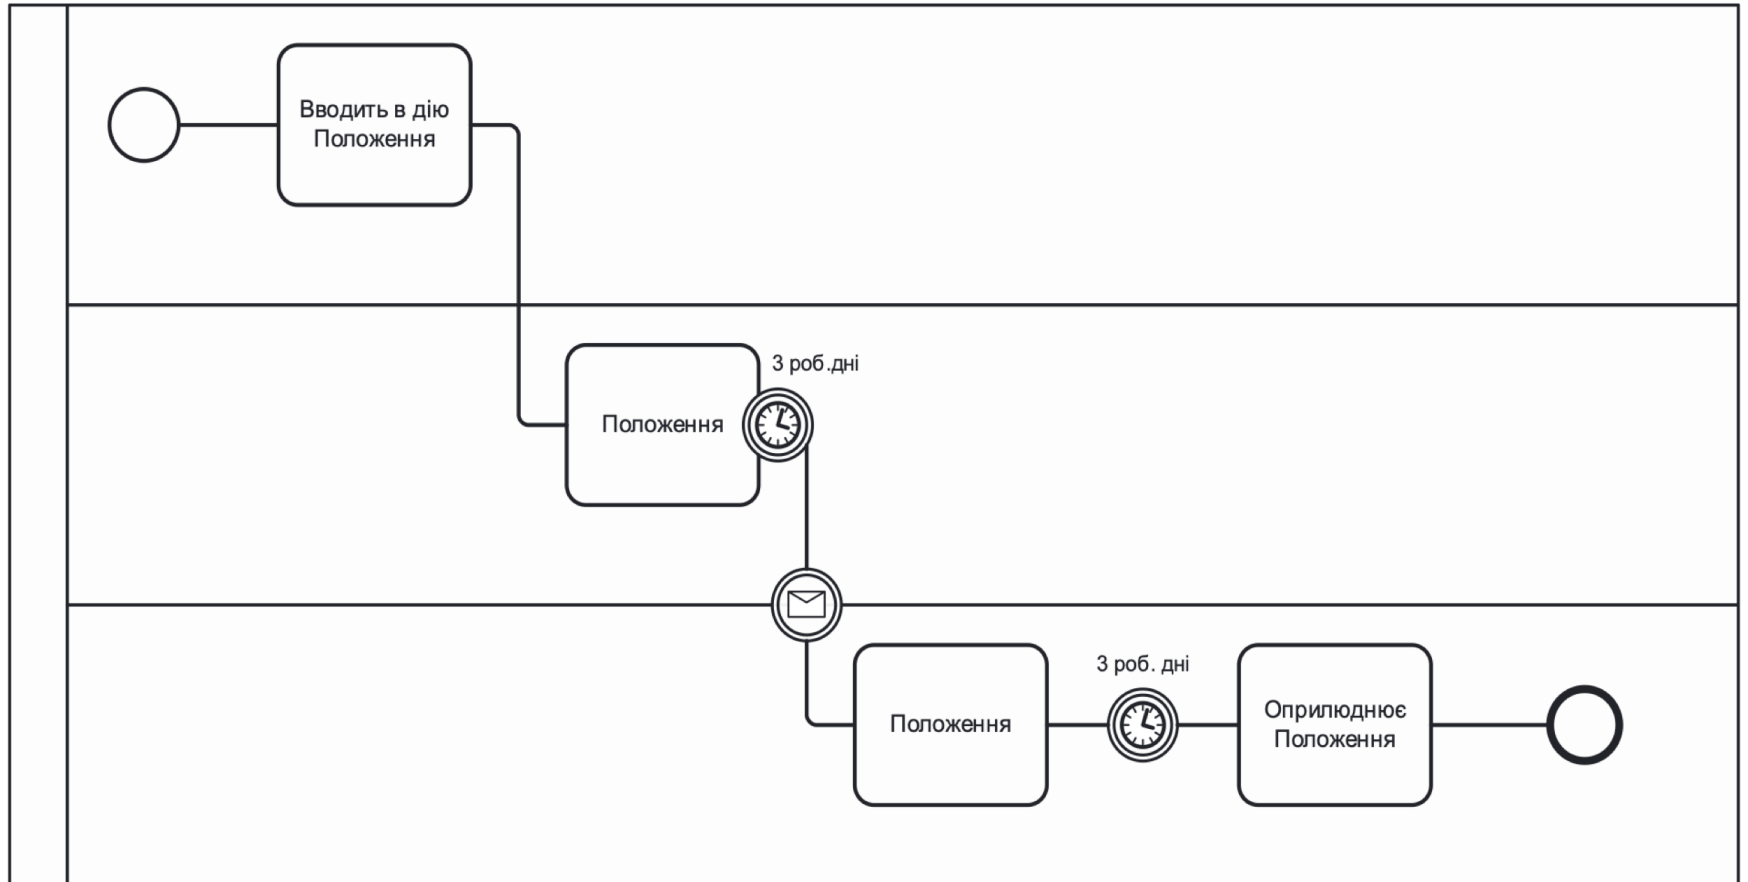 Вводить в дію
Положення
3 роб.дні
Положення
3 роб. дні
Положення
Оприлюднює
Положення